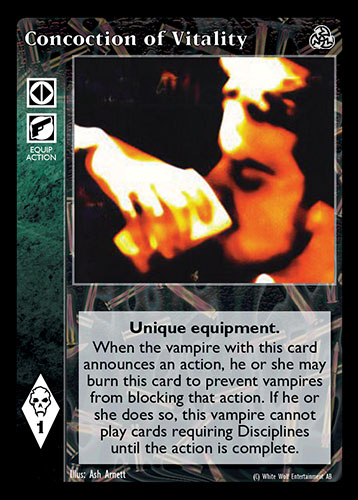 Concoction of Vitality
EQUIP
ACTION
Unique equipment.
When the vampire with this card
announces an action, he or she may
burn this card to prevent vampires
from blocking that action. If he or
she does so, this vampire cannot
play cards requiring Disciplines
until the action is complete.
1
Illus: Ash Arnett
(C) White Wolf Entertainment AB